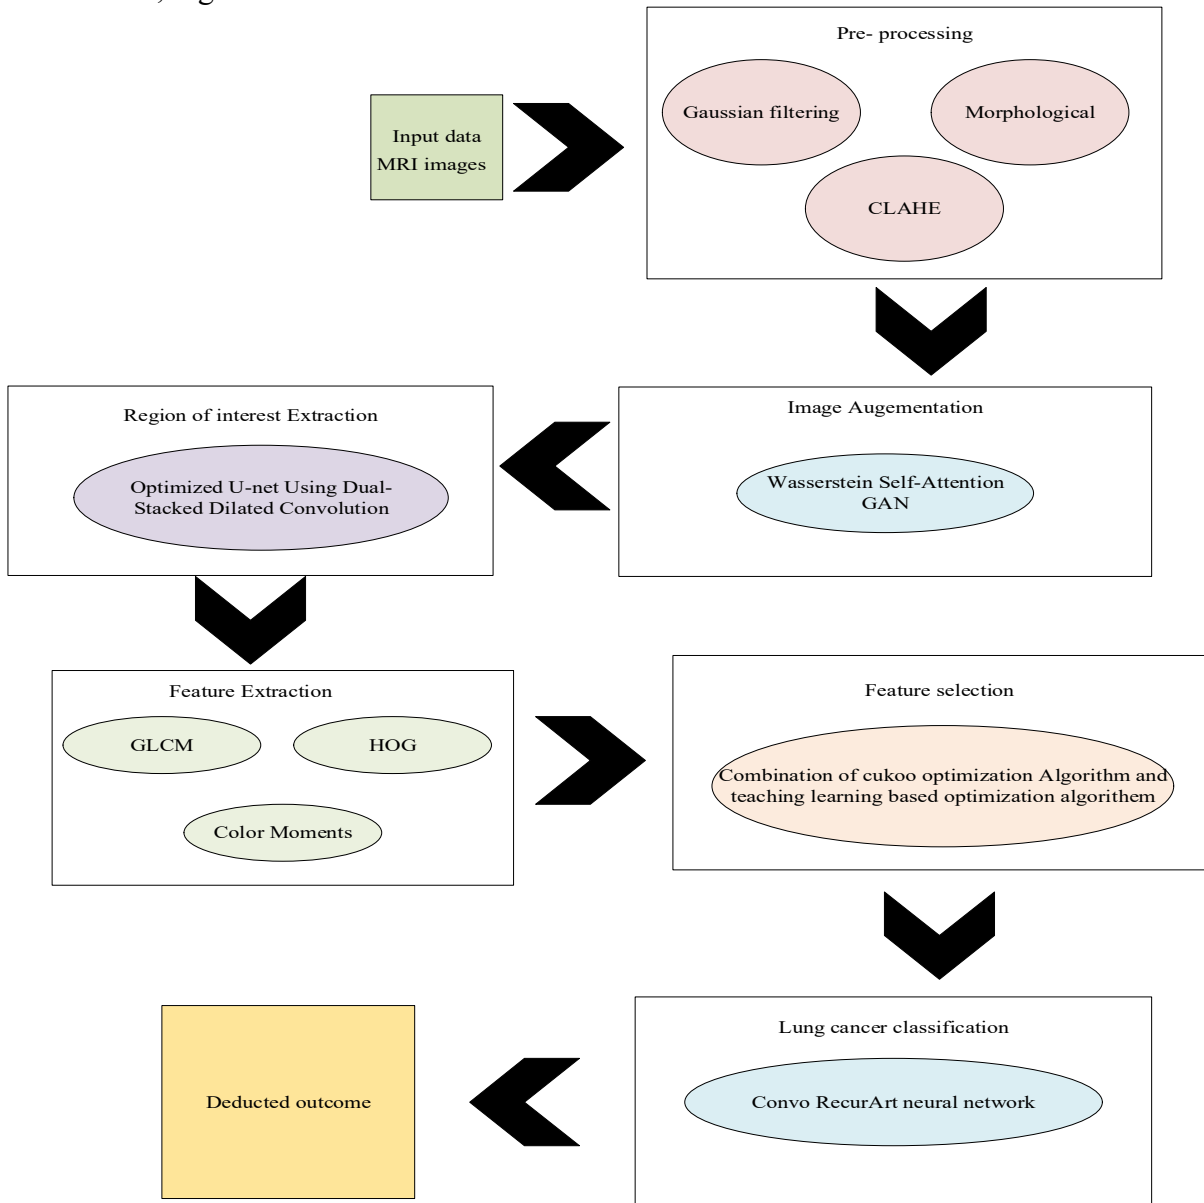 Pre- processing
Input data
MRI images
Gaussian filtering
Morphological
CLAHE
Image Augementation
Wasserstein Self-Attention
GAN
Region of interest Extraction
Optimized U-net Using Dual-
Stacked Dilated Convolution
Feature Extraction
GLCM
HOG
Color Moments
Feature selection
Combination of cukoo optimization Algorithm and
teaching learning based optimization algorithem
Lung cancer classification
Convo RecurArt neural network
Deducted outcome